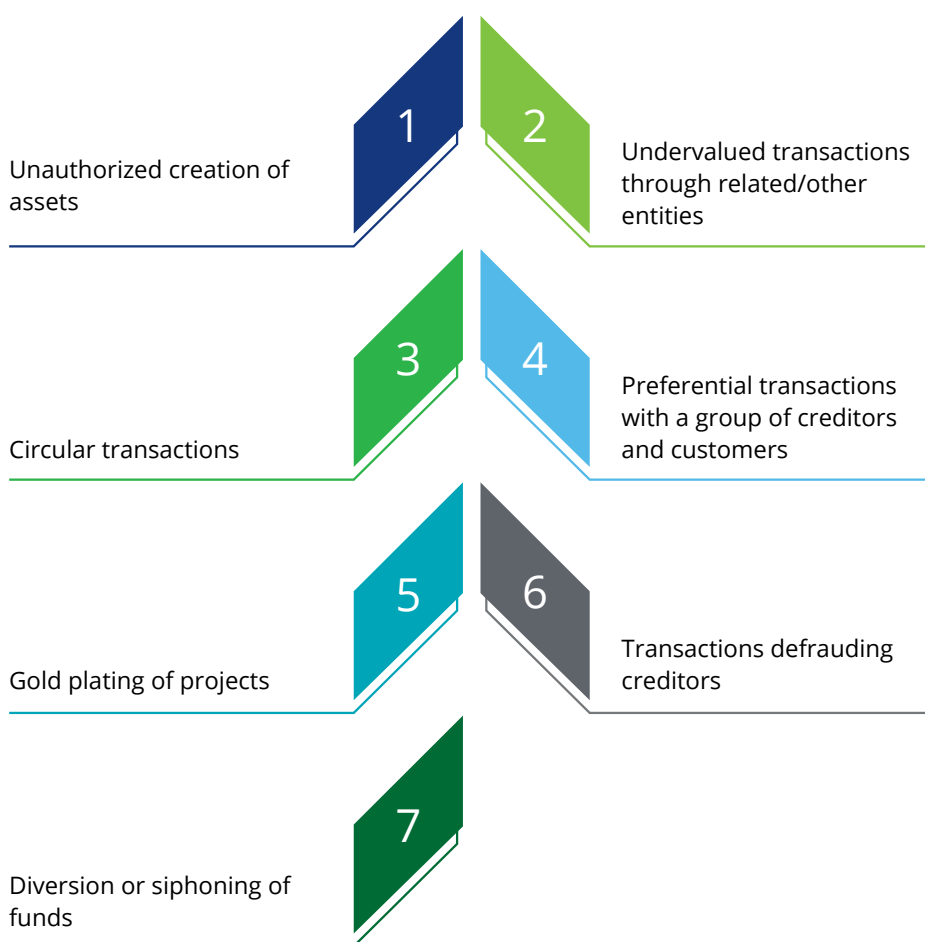 1
Unauthorized creation of
assets
2
Undervalued transactions
through related/other
entities
3
Circular transactions
4
Preferential transactions
with a group of creditors
and customers
5
Gold plating of projects
6
Transactions defrauding
creditors
7
Diversion or siphoning of
funds